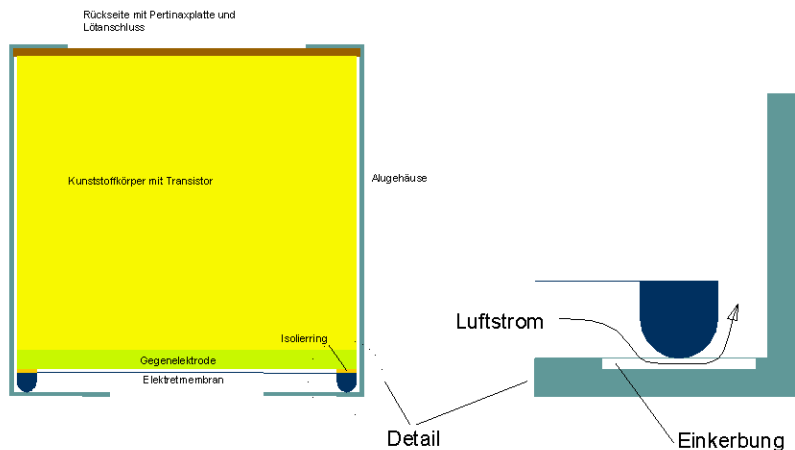 Rückseite mit Pertinaxplatte und
Lötanschluss
Kunststoffkörper mit Transistor
Alugehäuse
Isolierring
Gegenelektrode
Elektretmembran
Luftstrom
Detail
Einkerbung